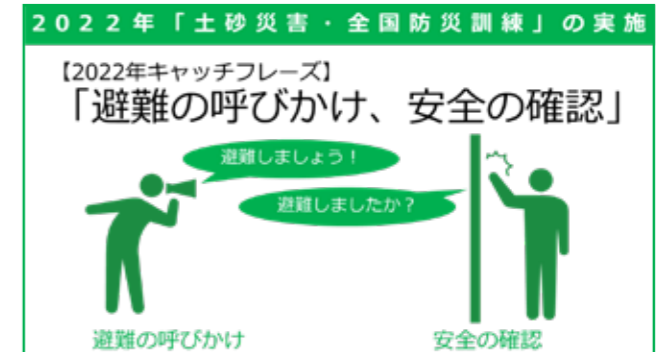 2022年「土砂災害・全国防災訓練」の実施
【2022年キャッチフレーズ】
「避難の呼びかけ、安全の確認」
避難しましょう！
避難しましたか？
避難の呼びかけ
安全の確認